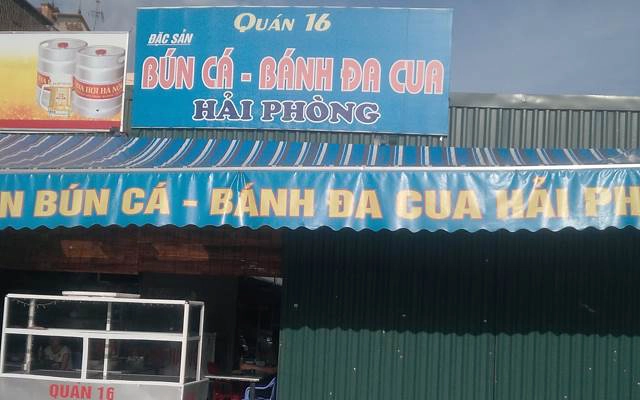 QUÁN 16
ĐẶC SẢN
BÚN CÁ - BÁNH ĐA CUA
HẢI PHÒNG
N BÚN CÁ - BÁNH ĐA CUA HẢI PH
QUÁN 16